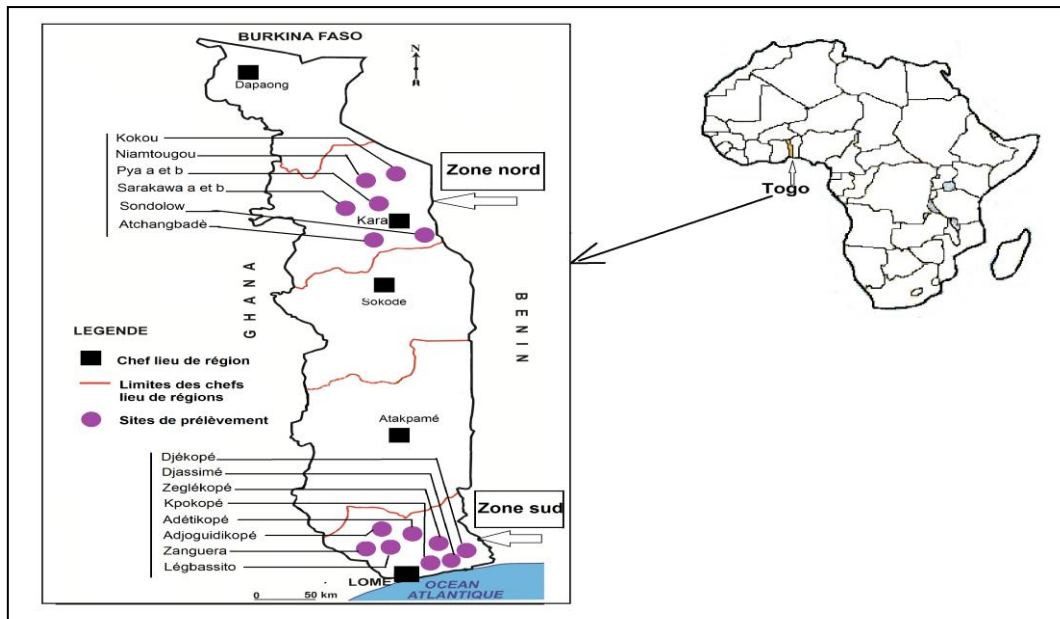 BURKINA FASO
N
Dapaong
Kokou
Niamtougou
Pya a et b
Sarakawa a et b
Sondolow
Atchangbadè
Zone nord
Kara
Togo
GHANA
Sokode
BENIN
LEGENDE
Chef lieu de région
Limites des chefs
lieu de régions
Sites de prélèvement
Atakpamé
Djékopé
Djassimé
Zeglékopé
Kpokopé
Adétikopé
Adjoguidikopé
Zanguera
Légbassito
Zone sud
LOME
OCEAN
ATLANTIQUE
0 50 km